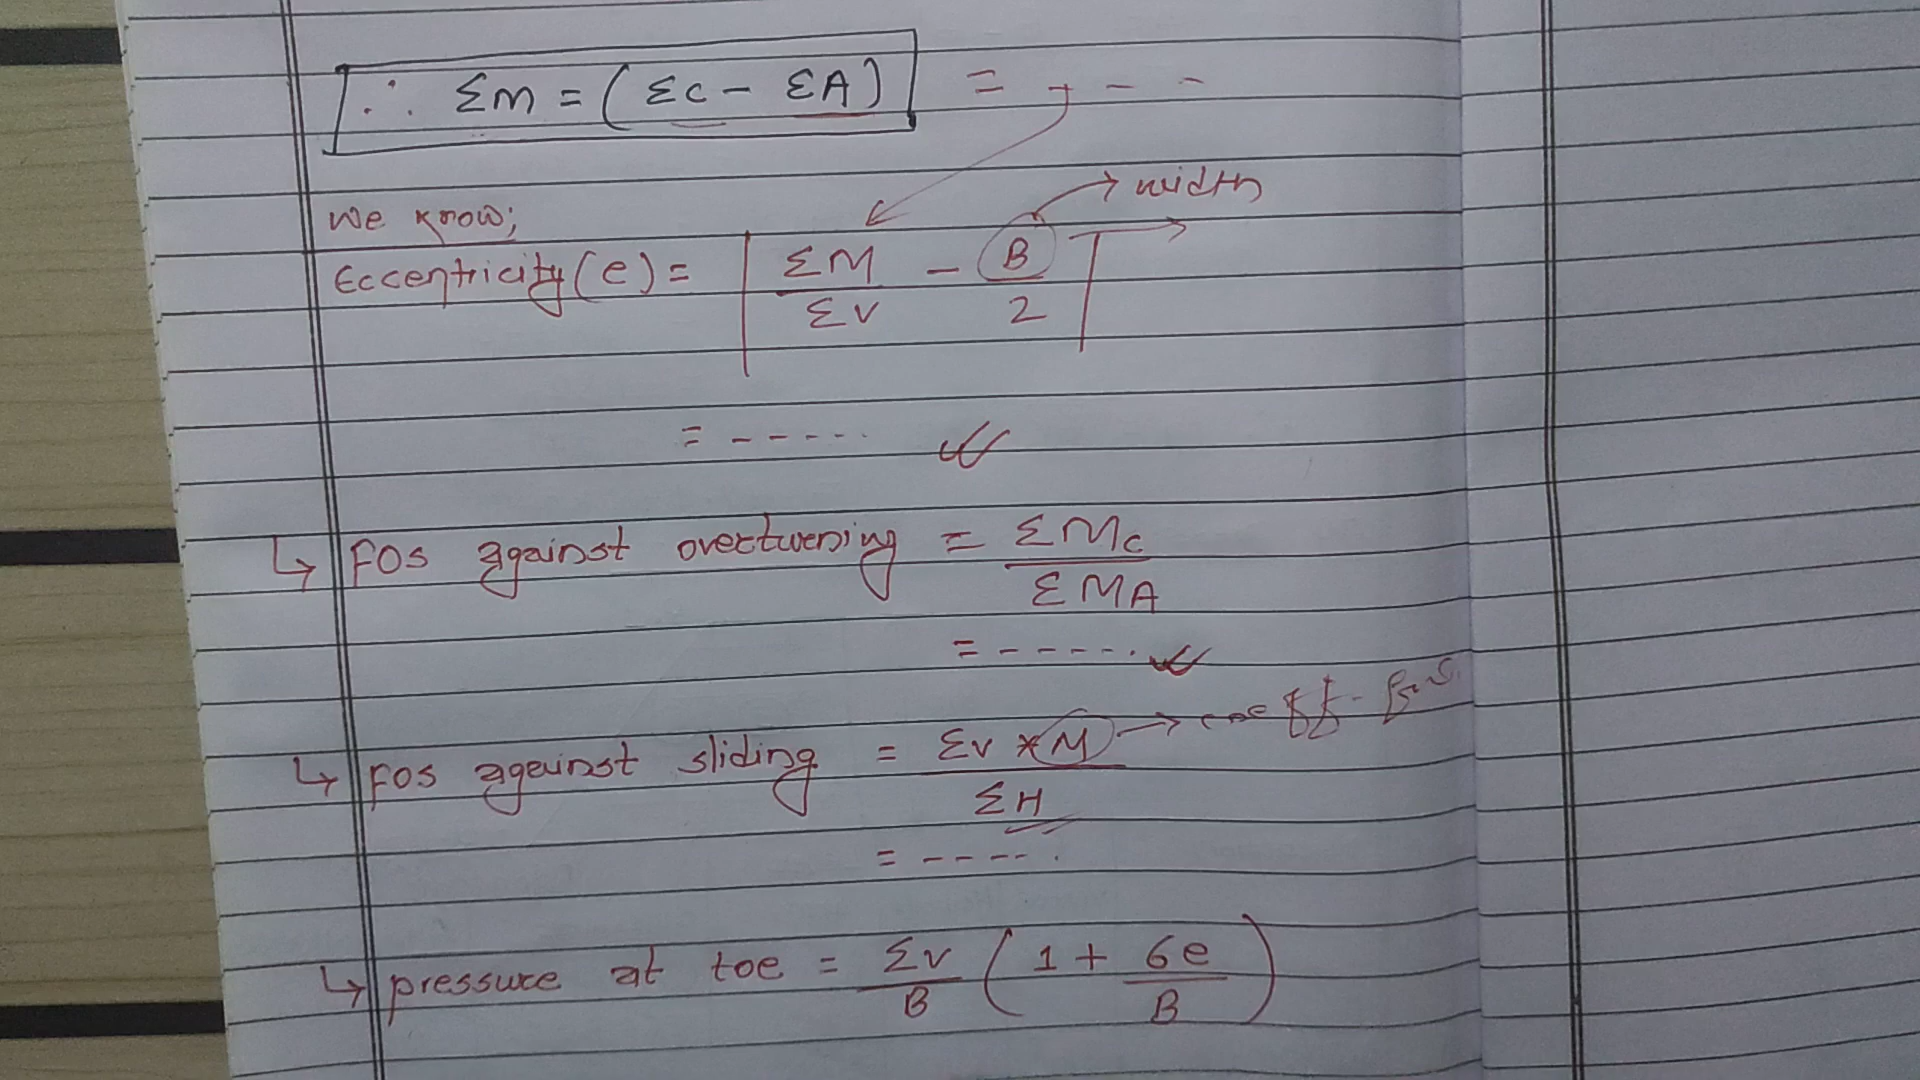 ∴ ΣM = (ΣC - ΣA) = - - - -
we know;
→ width
Eccentricity (e) = | ΣM/ΣV - B/2 |
= - - - - -
↳ FOS against overturning = ΣMc/ΣMA
= - - - - - .
↳ FOS against sliding = ΣV * M/ΣH → coeff.
= - - - - .
↳ pressure at toe = ΣV/B ( 1 + 6e/B )